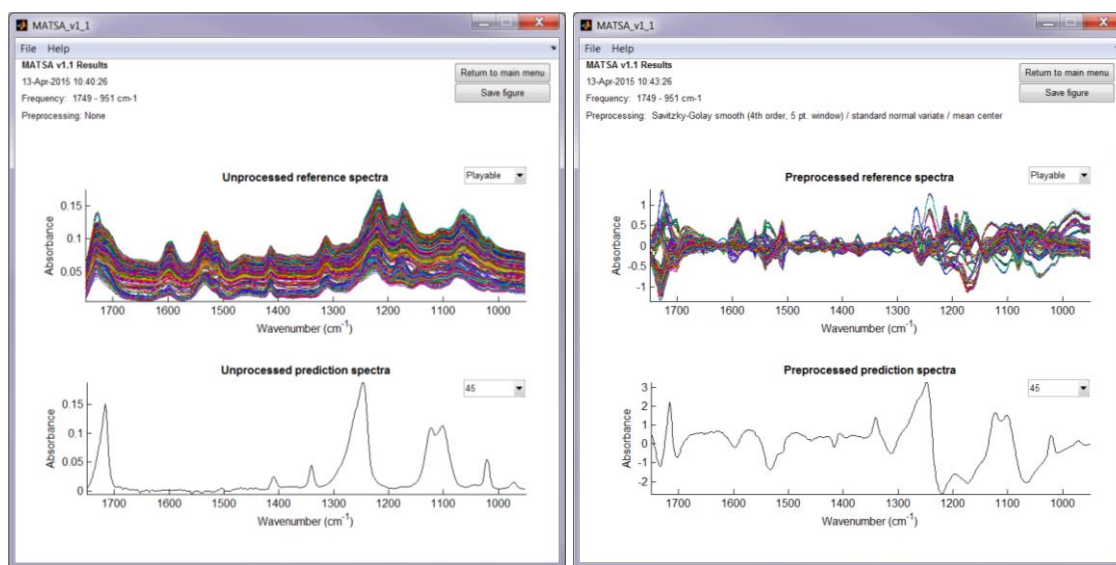 MATSA_v1_1
File Help
MATSA v1.1 Results
13-Apr-2015 10:40:26
Frequency: 1749 - 951 cm-1
Preprocessing: None
Return to main menu
Save figure
Unprocessed reference spectra
Playable
Absorbance
0.15
0.1
0.05
1700 1600 1500 1400 1300 1200 1100 1000
Wavenumber (cm⁻¹)
Unprocessed prediction spectra
45
Absorbance
0.15
0.1
0.05
0
1700 1600 1500 1400 1300 1200 1100 1000
Wavenumber (cm⁻¹)
MATSA_v1_1
File Help
MATSA v1.1 Results
13-Apr-2015 10:43:26
Frequency: 1749 - 951 cm-1
Preprocessing: Savitzky-Golay smooth (4th order, 5 pt. window) / standard normal variate / mean center
Return to main menu
Save figure
Preprocessed reference spectra
Playable
Absorbance
1
0.5
0
-0.5
-1
1700 1600 1500 1400 1300 1200 1100 1000
Wavenumber (cm⁻¹)
Preprocessed prediction spectra
45
Absorbance
3
2
1
0
-1
-2
1700 1600 1500 1400 1300 1200 1100 1000
Wavenumber (cm⁻¹)